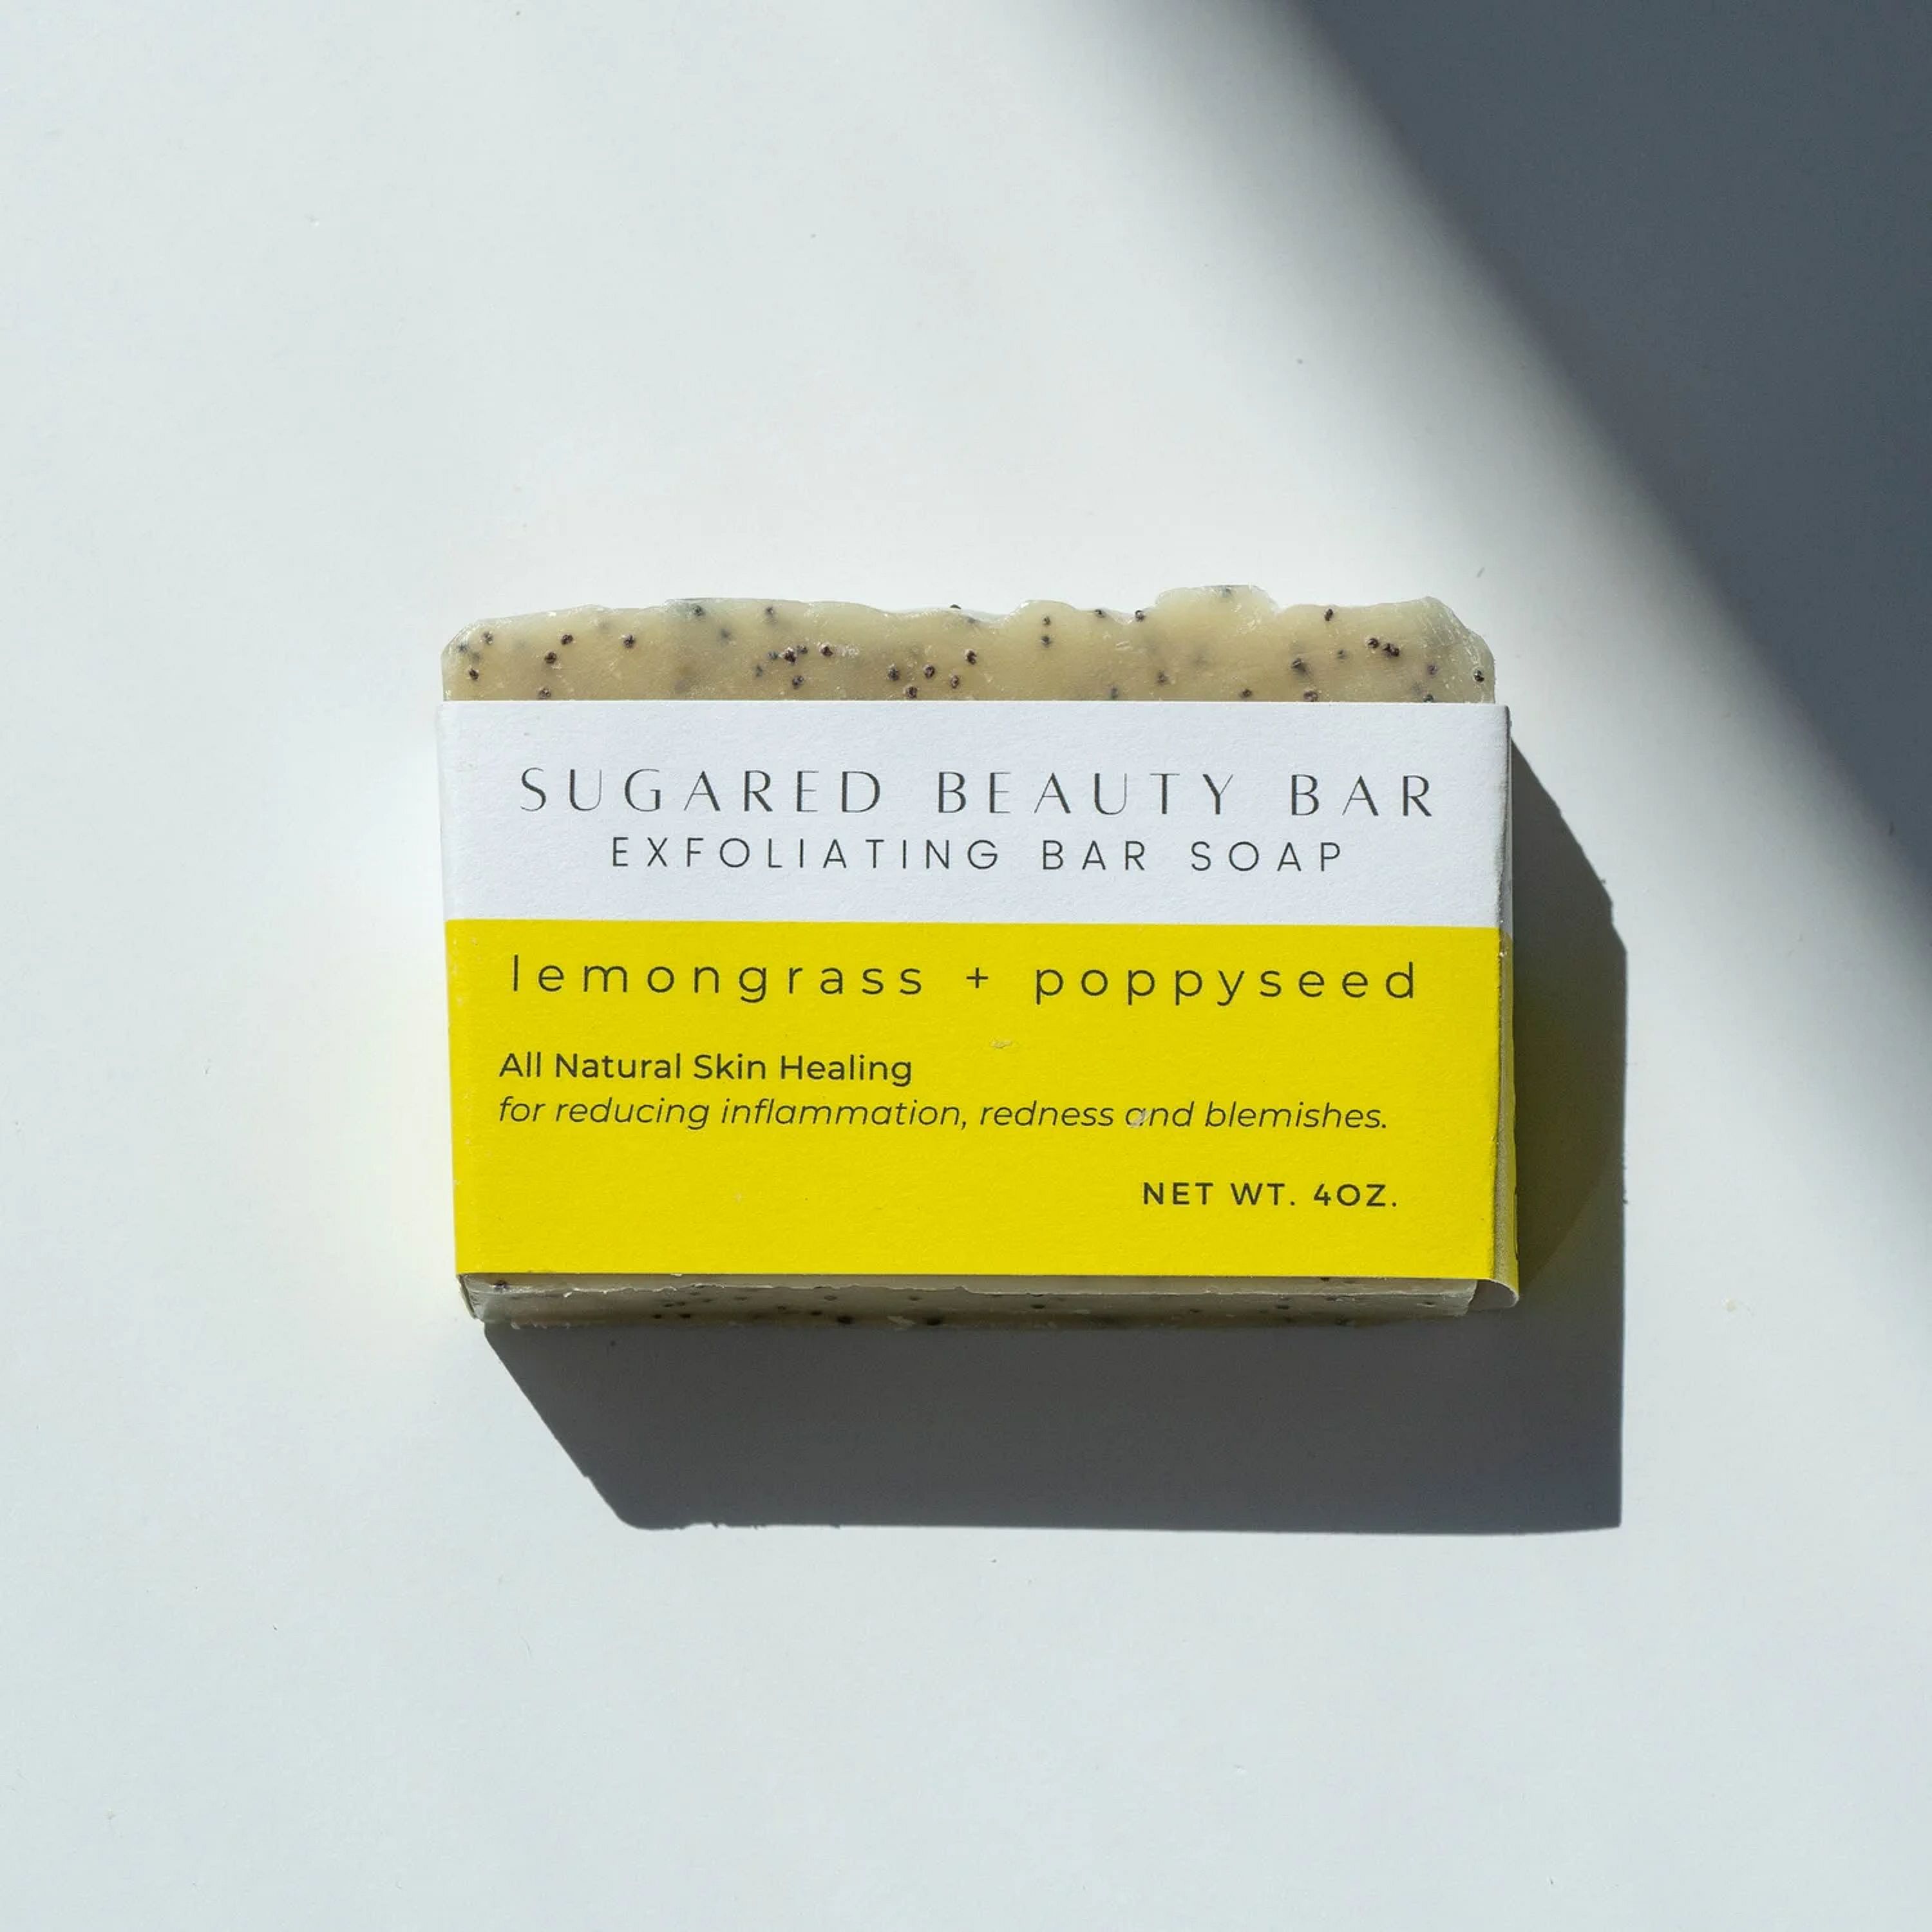 SUGARED BEAUTY BAR
EXFOLIATING BAR SOAP
lemongrass + poppyseed
All Natural Skin Healing
for reducing inflammation, redness and blemishes.
NET WT. 4OZ.